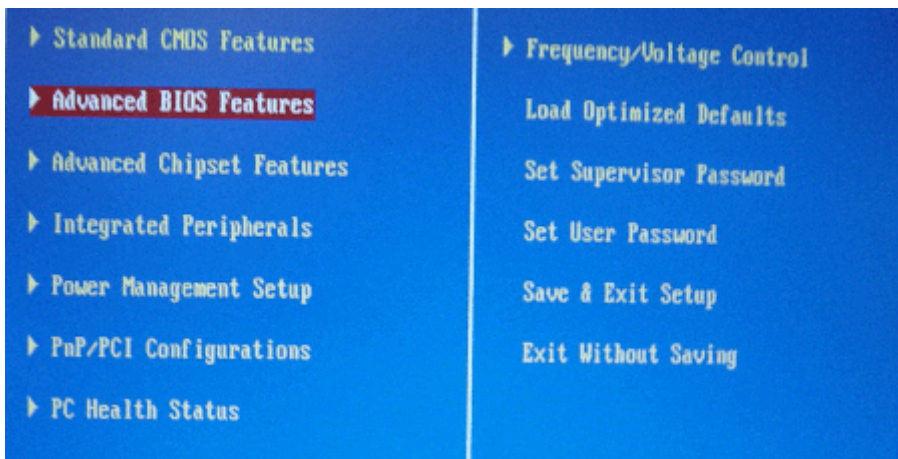 Standard CMOS Features
Advanced BIOS Features
Advanced Chipset Features
Integrated Peripherals
Power Management Setup
PnP/PCI Configurations
PC Health Status
Frequency/Voltage Control
Load Optimized Defaults
Set Supervisor Password
Set User Password
Save & Exit Setup
Exit Without Saving